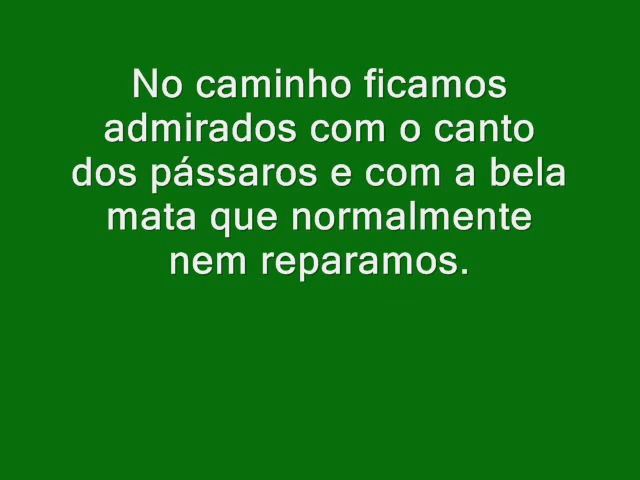 No caminho ficamos
admirados com o canto
dos pássaros e com a bela
mata que normalmente
nem reparamos.